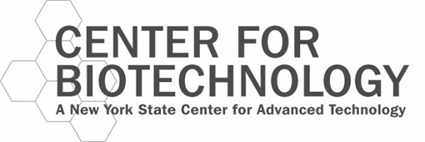 CENTER FOR
BIOTECHNOLOGY
A New York State Center for Advanced Technology